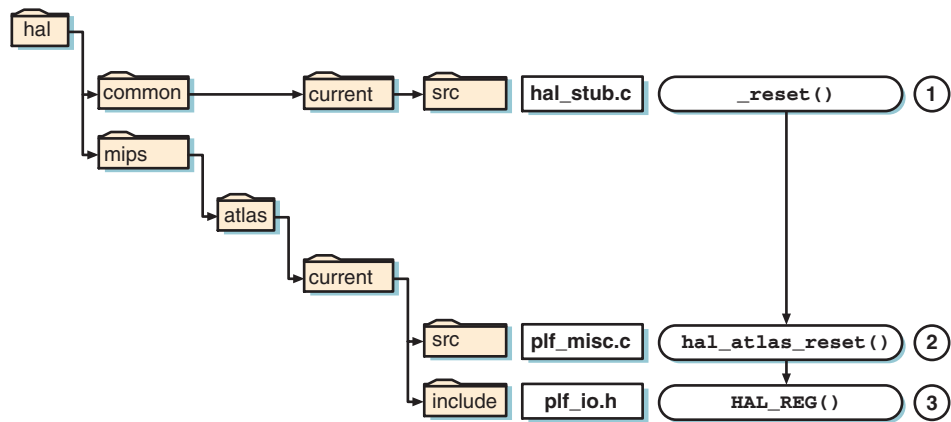 hal
common current src hal_stub.c _reset() 1
mips
atlas
current
src plf_misc.c hal_atlas_reset() 2
include plf_io.h HAL_REG() 3